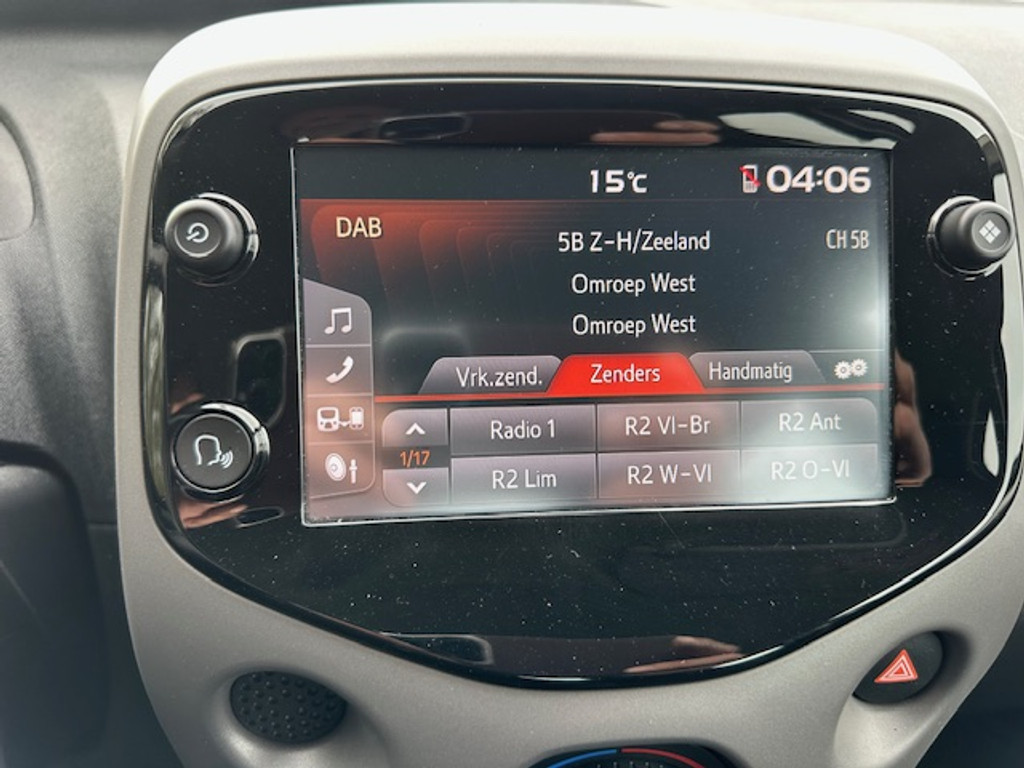 15°C 04:06
DAB
5B Z-H/Zeeland CH 5B
Omroep West
Omroep West
Vrk.zend. Zenders Handmatig
Radio 1 R2 Vl-Br R2 Ant
1/17
R2 Lim R2 W-Vl R2 O-Vl